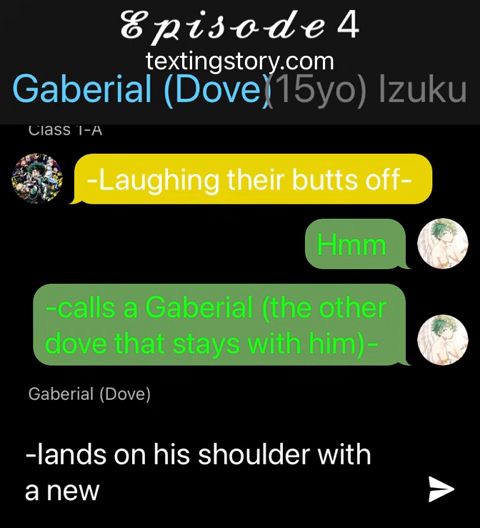 Episode 4
textingstory.com
Gaberial (Dove)(15yo) Izuku
Class 1-A
-Laughing their butts off-
Hmm
-calls a Gaberial (the other
dove that stays with him)-
Gaberial (Dove)
-lands on his shoulder with
a new